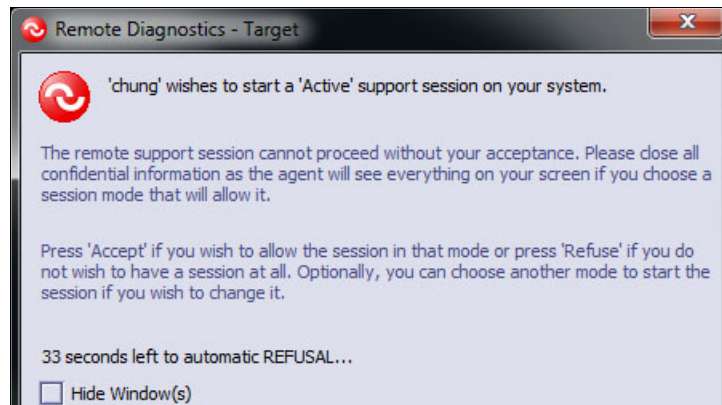 Remote Diagnostics - Target
'chung' wishes to start a 'Active' support session on your system.
The remote support session cannot proceed without your acceptance. Please close all
confidential information as the agent will see everything on your screen if you choose a
session mode that will allow it.
Press 'Accept' if you wish to allow the session in that mode or press 'Refuse' if you do
not wish to have a session at all. Optionally, you can choose another mode to start the
session if you wish to change it.
33 seconds left to automatic REFUSAL...
Hide Window(s)